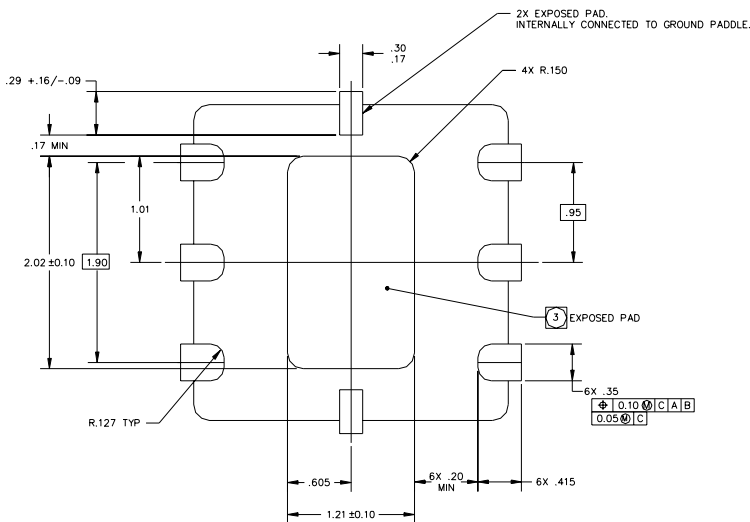 2X EXPOSED PAD.
INTERNALLY CONNECTED TO GROUND PADDLE.
.30
.17
.29 +.16/-.09
4X R.150
.17 MIN
1.01
.95
2.02 ±0.10
1.90
3 EXPOSED PAD
6X .35
⌖ 0.10 Ⓜ C A B
0.05 Ⓜ C
R.127 TYP
.605
6X .20
MIN
6X .415
1.21 ±0.10